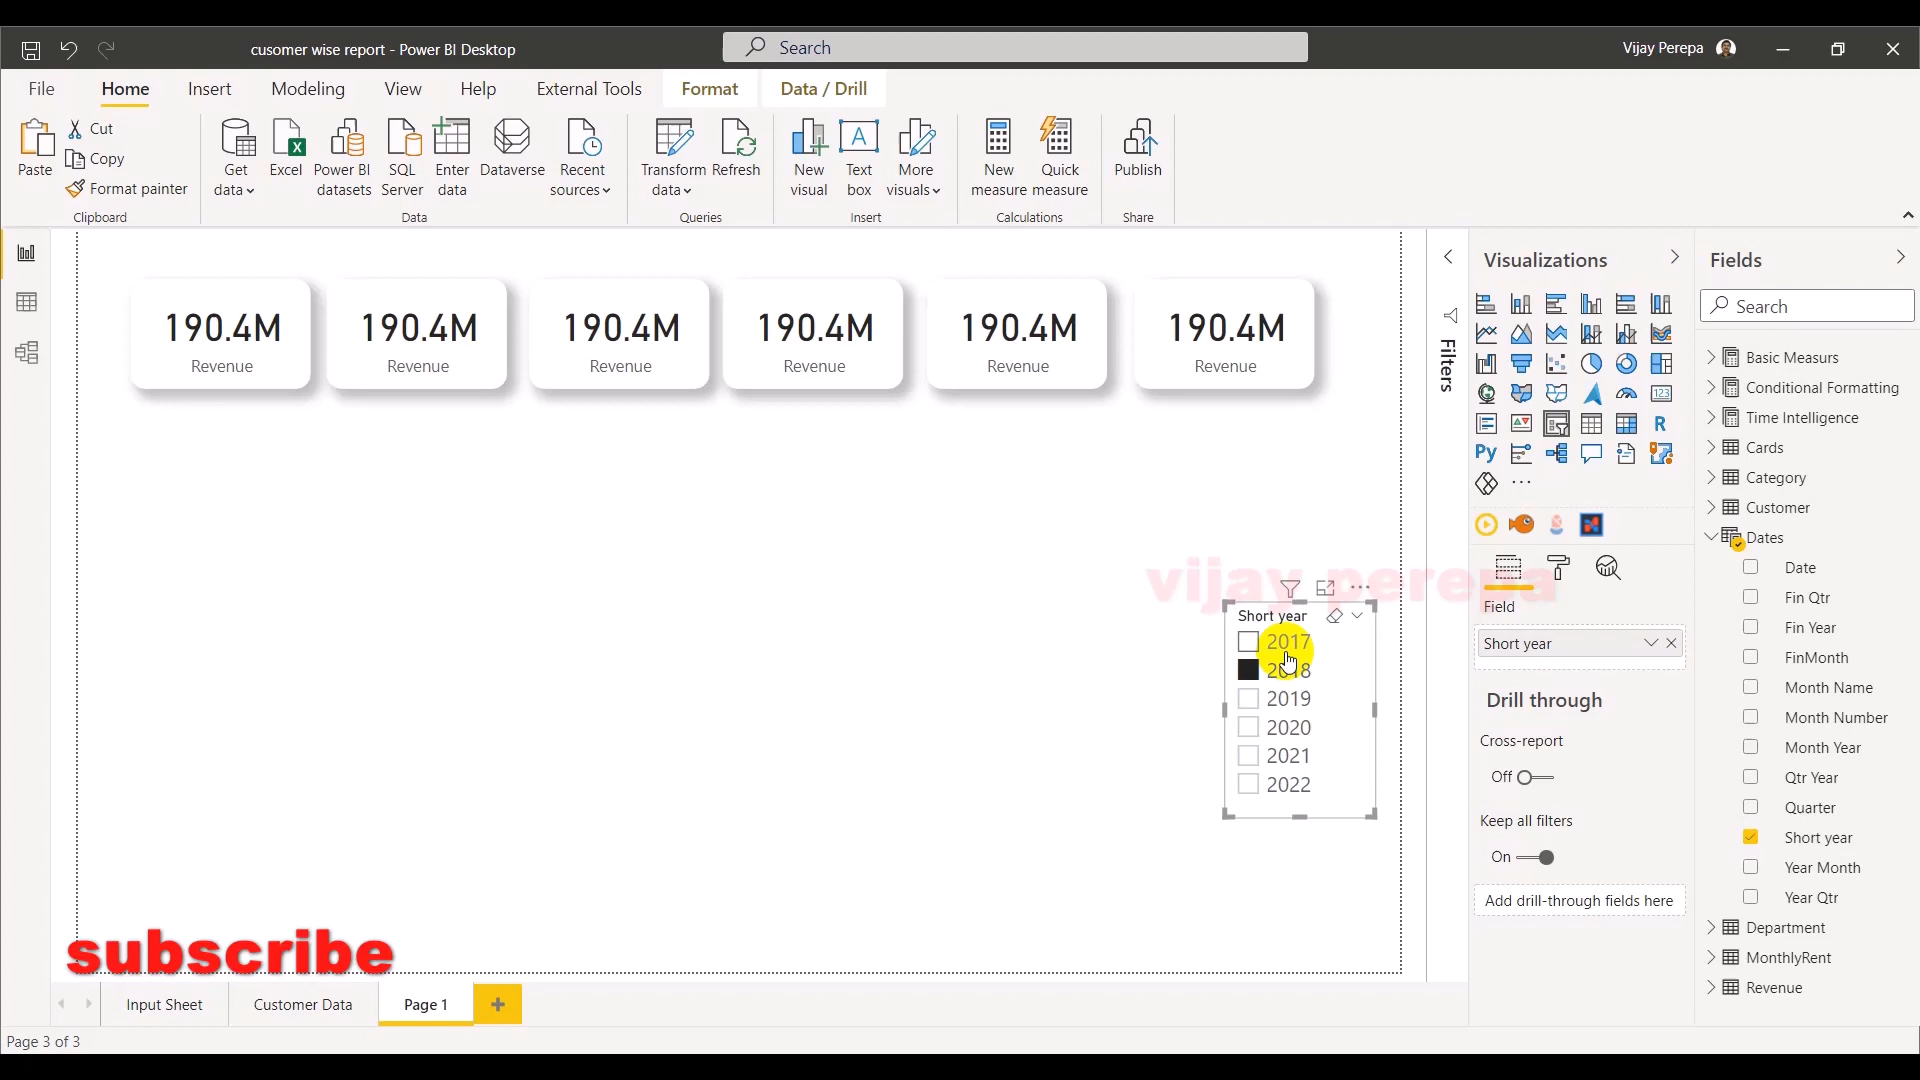 cusomer wise report - Power BI Desktop
Search
Vijay Perepa
File Home Insert Modeling View Help External Tools Format Data / Drill
Paste
Cut
Copy
Format painter
Clipboard
Get data
Excel
Power BI datasets
SQL Server
Enter data
Dataverse
Recent sources
Data
Transform data
Refresh
Queries
New visual
Text box
More visuals
Insert
New measure
Quick measure
Calculations
Publish
Share
190.4M 190.4M 190.4M 190.4M 190.4M 190.4M
Revenue Revenue Revenue Revenue Revenue Revenue
vijay perepa
Short year
2017
2018
2019
2020
2021
2022
subscribe
Filters
Visualizations
R
Py
123
Field
Short year
Drill through
Cross-report
Off
Keep all filters
On
Add drill-through fields here
Fields
Search
Basic Measurs
Conditional Formatting
Time Intelligence
Cards
Category
Customer
Dates
Date
Fin Qtr
Fin Year
FinMonth
Month Name
Month Number
Month Year
Qtr Year
Quarter
Short year
Year Month
Year Qtr
Department
MonthlyRent
Revenue
Input Sheet Customer Data Page 1
Page 3 of 3